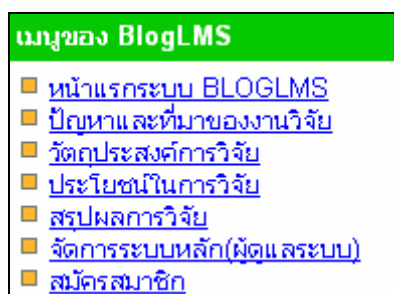 เมนูของ BlogLMS
หน้าแรกระบบ BLOGLMS
ปัญหาและที่มาของงานวิจัย
วัตถุประสงค์การวิจัย
ประโยชน์ในการวิจัย
สรุปผลการวิจัย
จัดการระบบหลัก(ผู้ดูแลระบบ)
สมัครสมาชิก